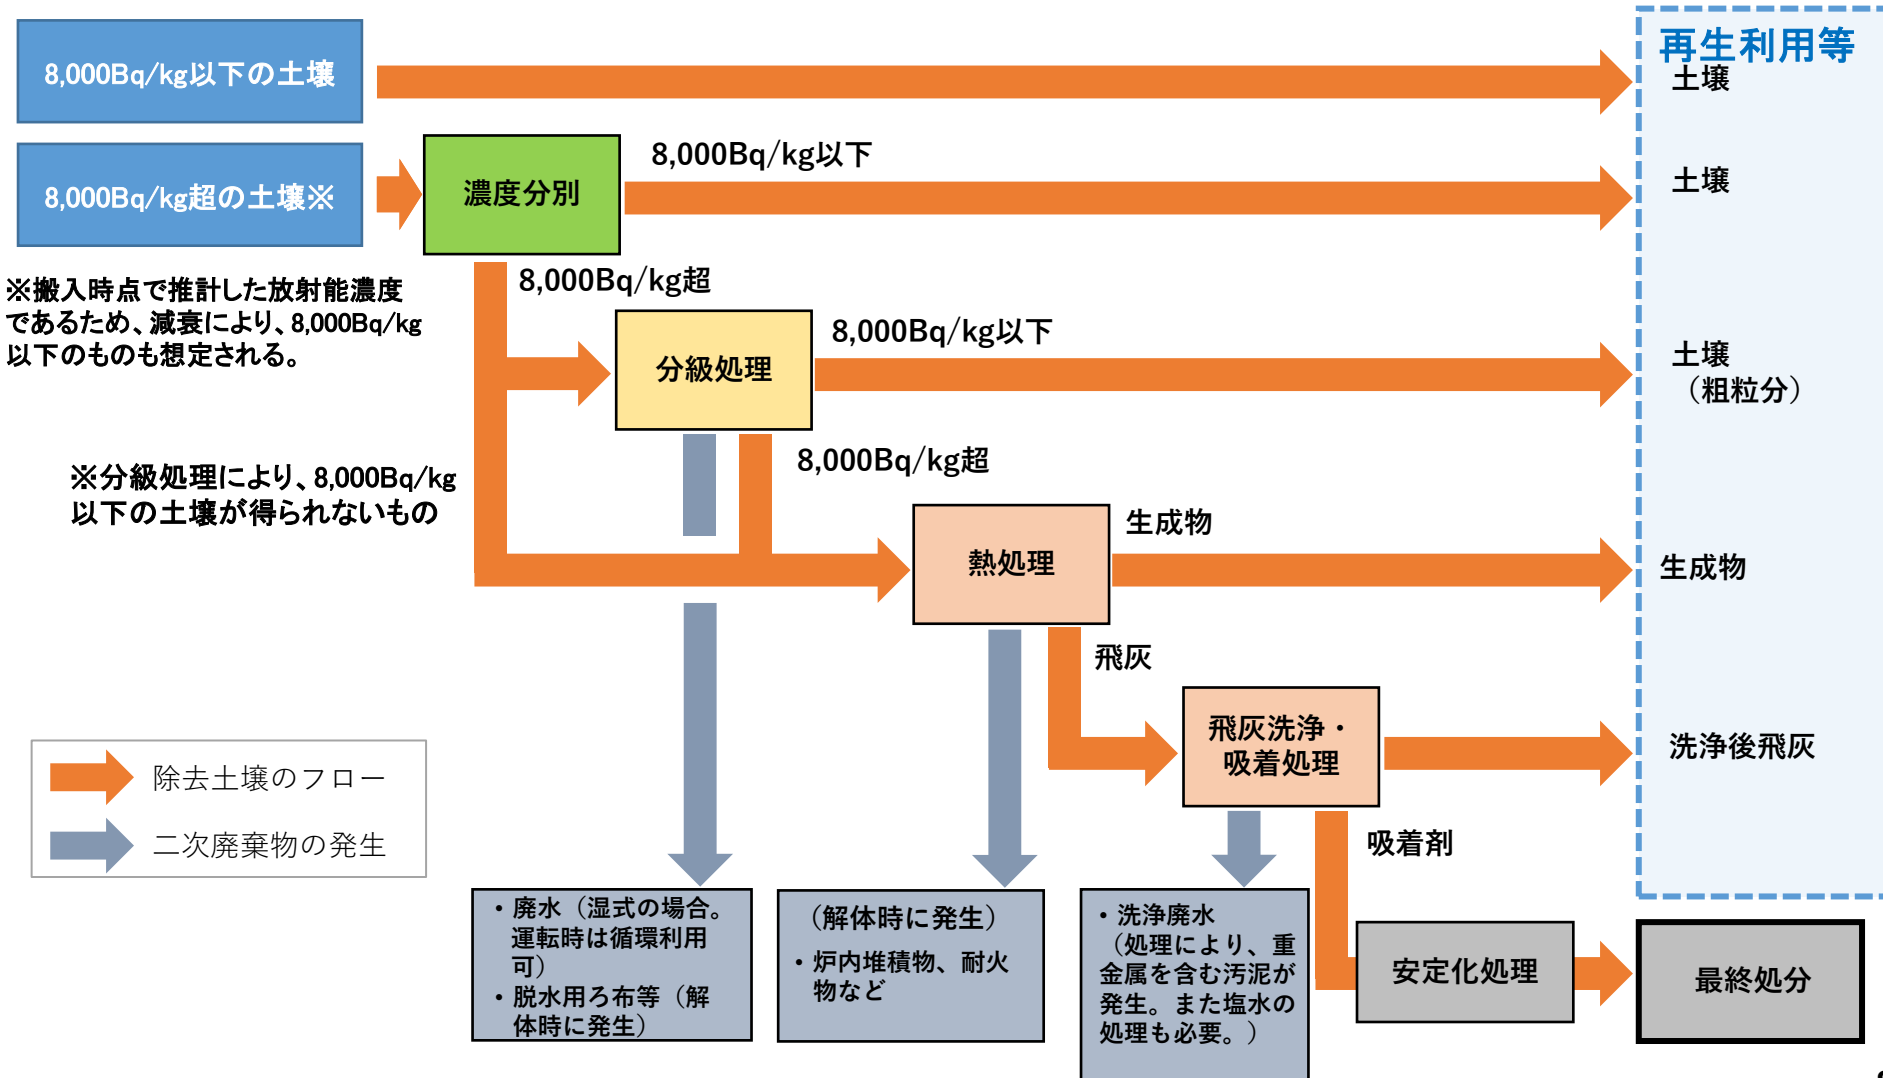 再生利用等
8,000Bq/kg以下の土壌
土壌
8,000Bq/kg超の土壌※
濃度分別
8,000Bq/kg以下
土壌
※搬入時点で推計した放射能濃度
であるため、減衰により、8,000Bq/kg
以下のものも想定される。
8,000Bq/kg超
分級処理
8,000Bq/kg以下
土壌
（粗粒分）
※分級処理により、8,000Bq/kg
以下の土壌が得られないもの
8,000Bq/kg超
熱処理
生成物
生成物
飛灰
飛灰洗浄・
吸着処理
洗浄後飛灰
除去土壌のフロー
二次廃棄物の発生
吸着剤
・廃水（湿式の場合。
運転時は循環利用
可）
・脱水用ろ布等（解
体時に発生）
（解体時に発生）
・炉内堆積物、耐火
物など
・洗浄廃水
（処理により、重
金属を含む汚泥が
発生。また塩水の
処理も必要。）
安定化処理
最終処分